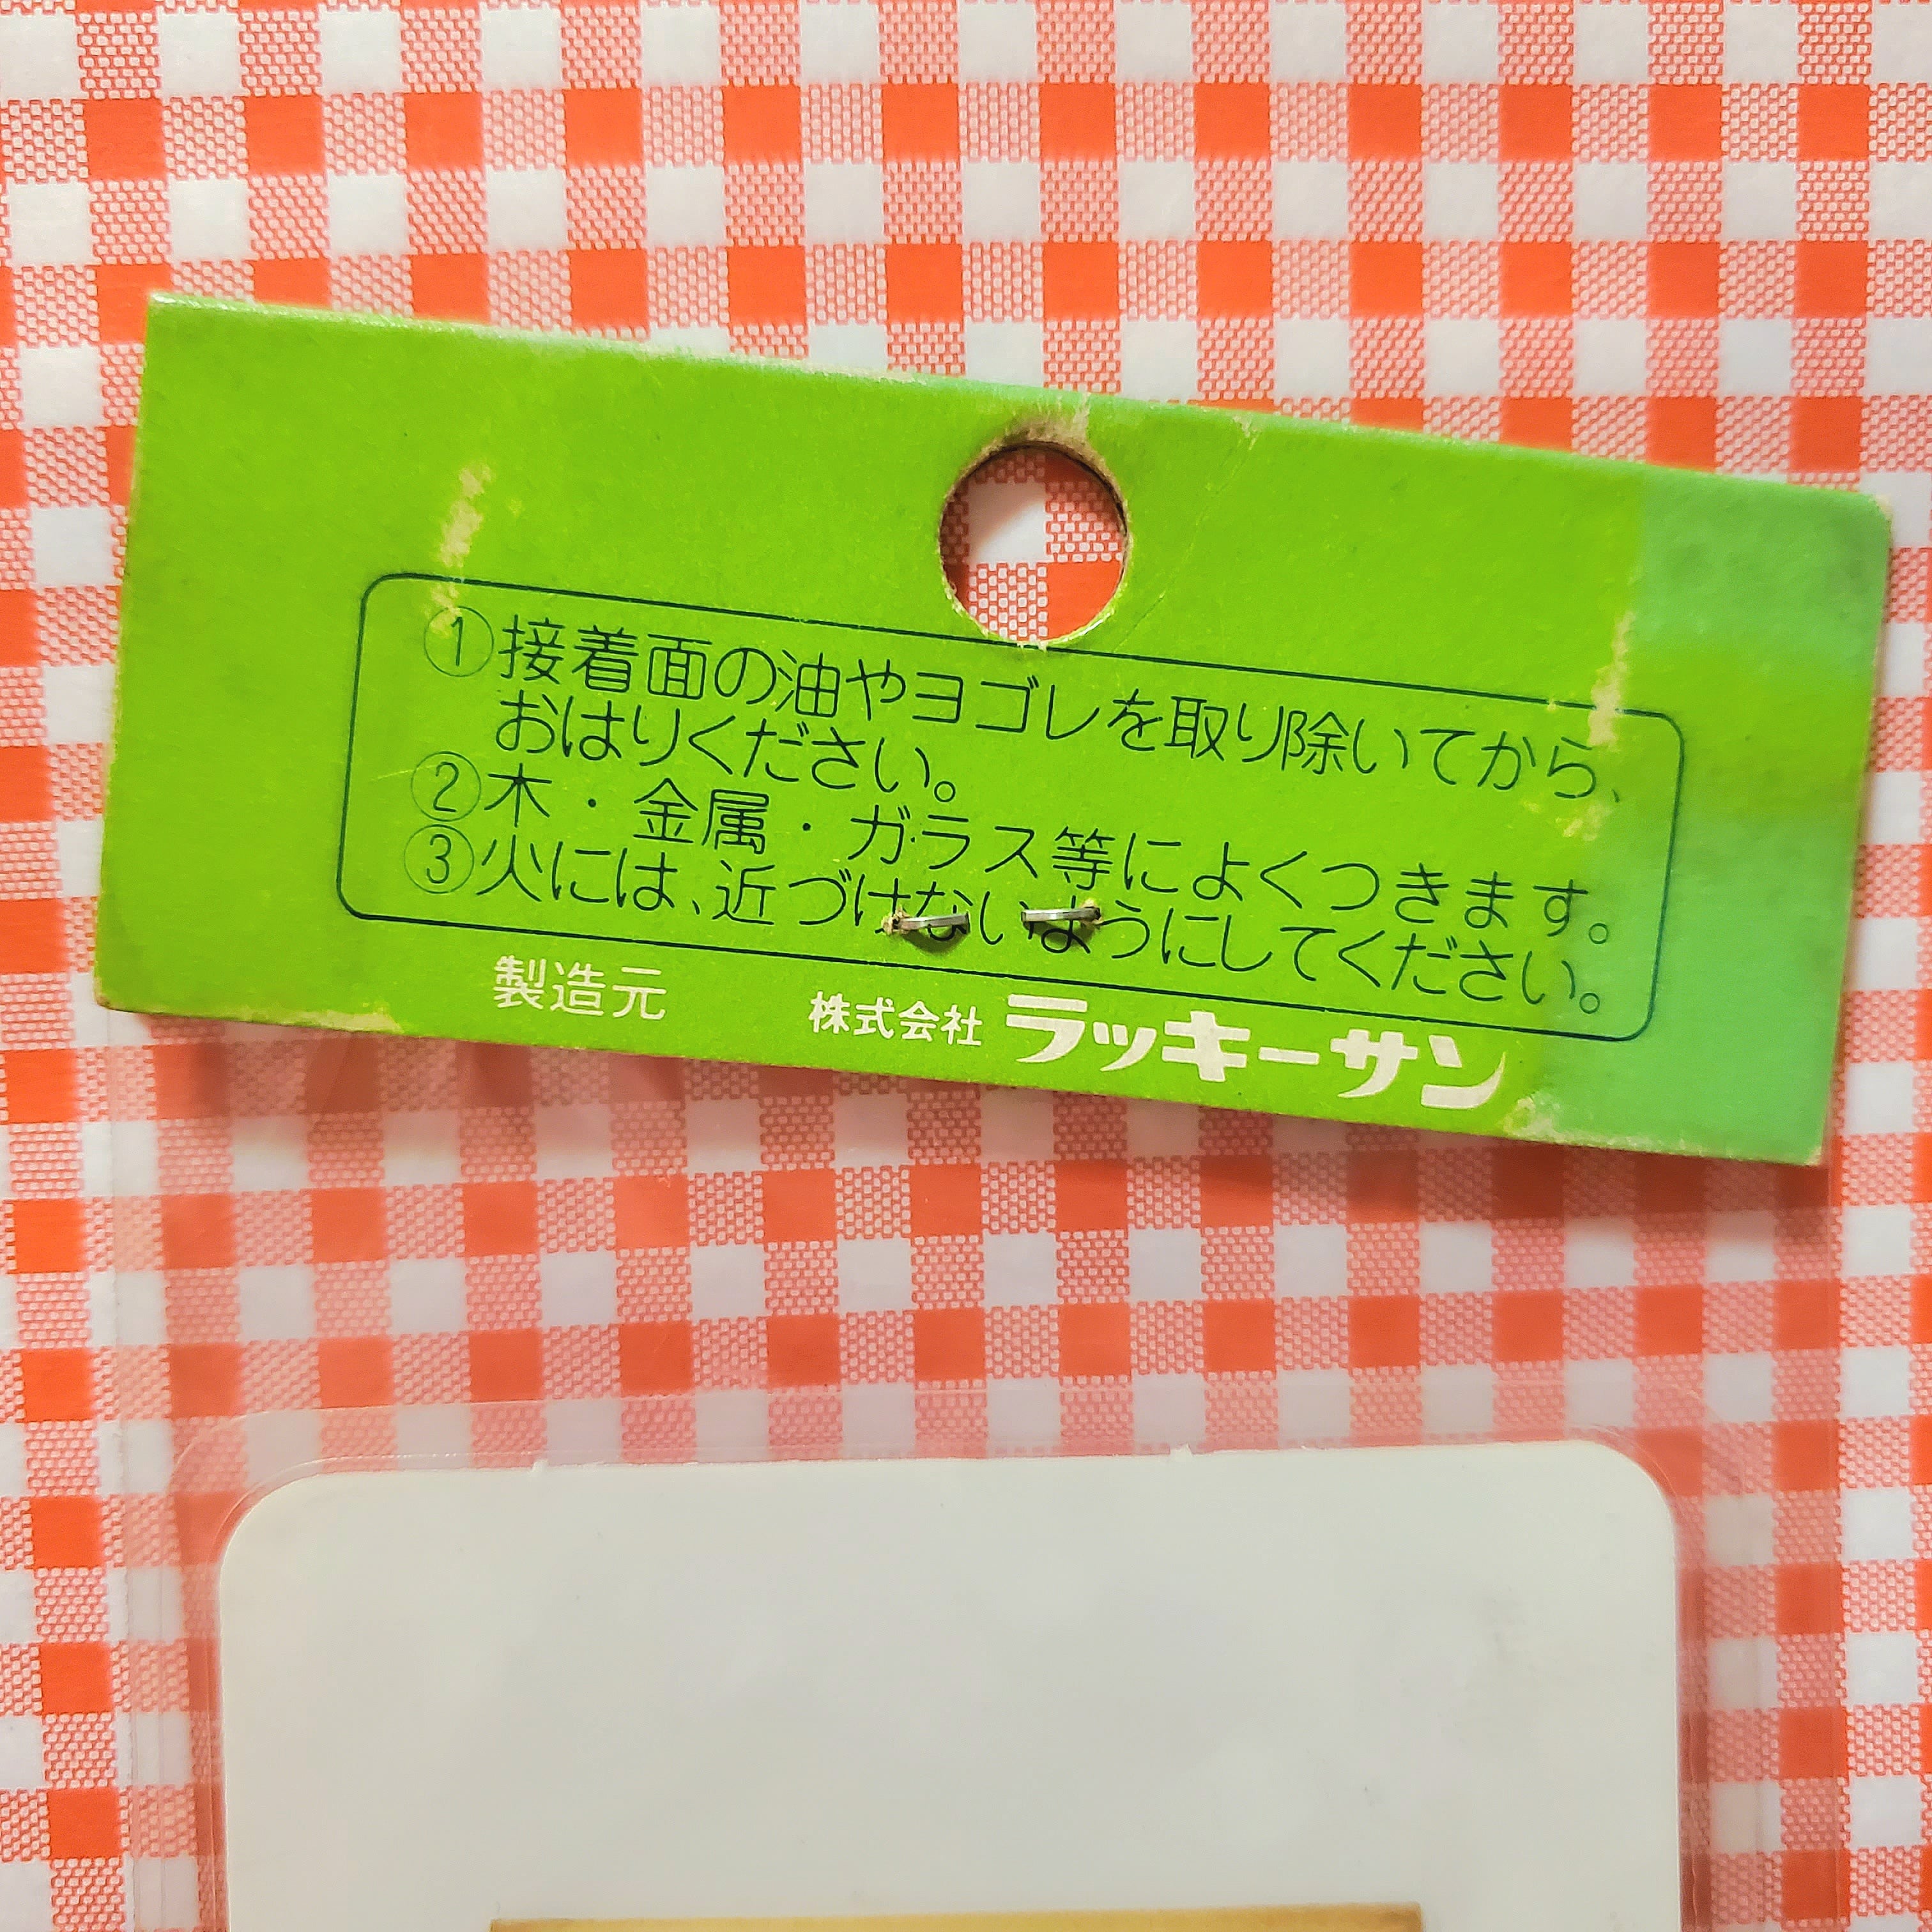 ①接着面の油やヨゴレを取り除いてから、
おはりください。
②木・金属・ガラス等によくつきます。
③火には、近づけないようにしてください。
製造元 株式会社 ラッキーサン